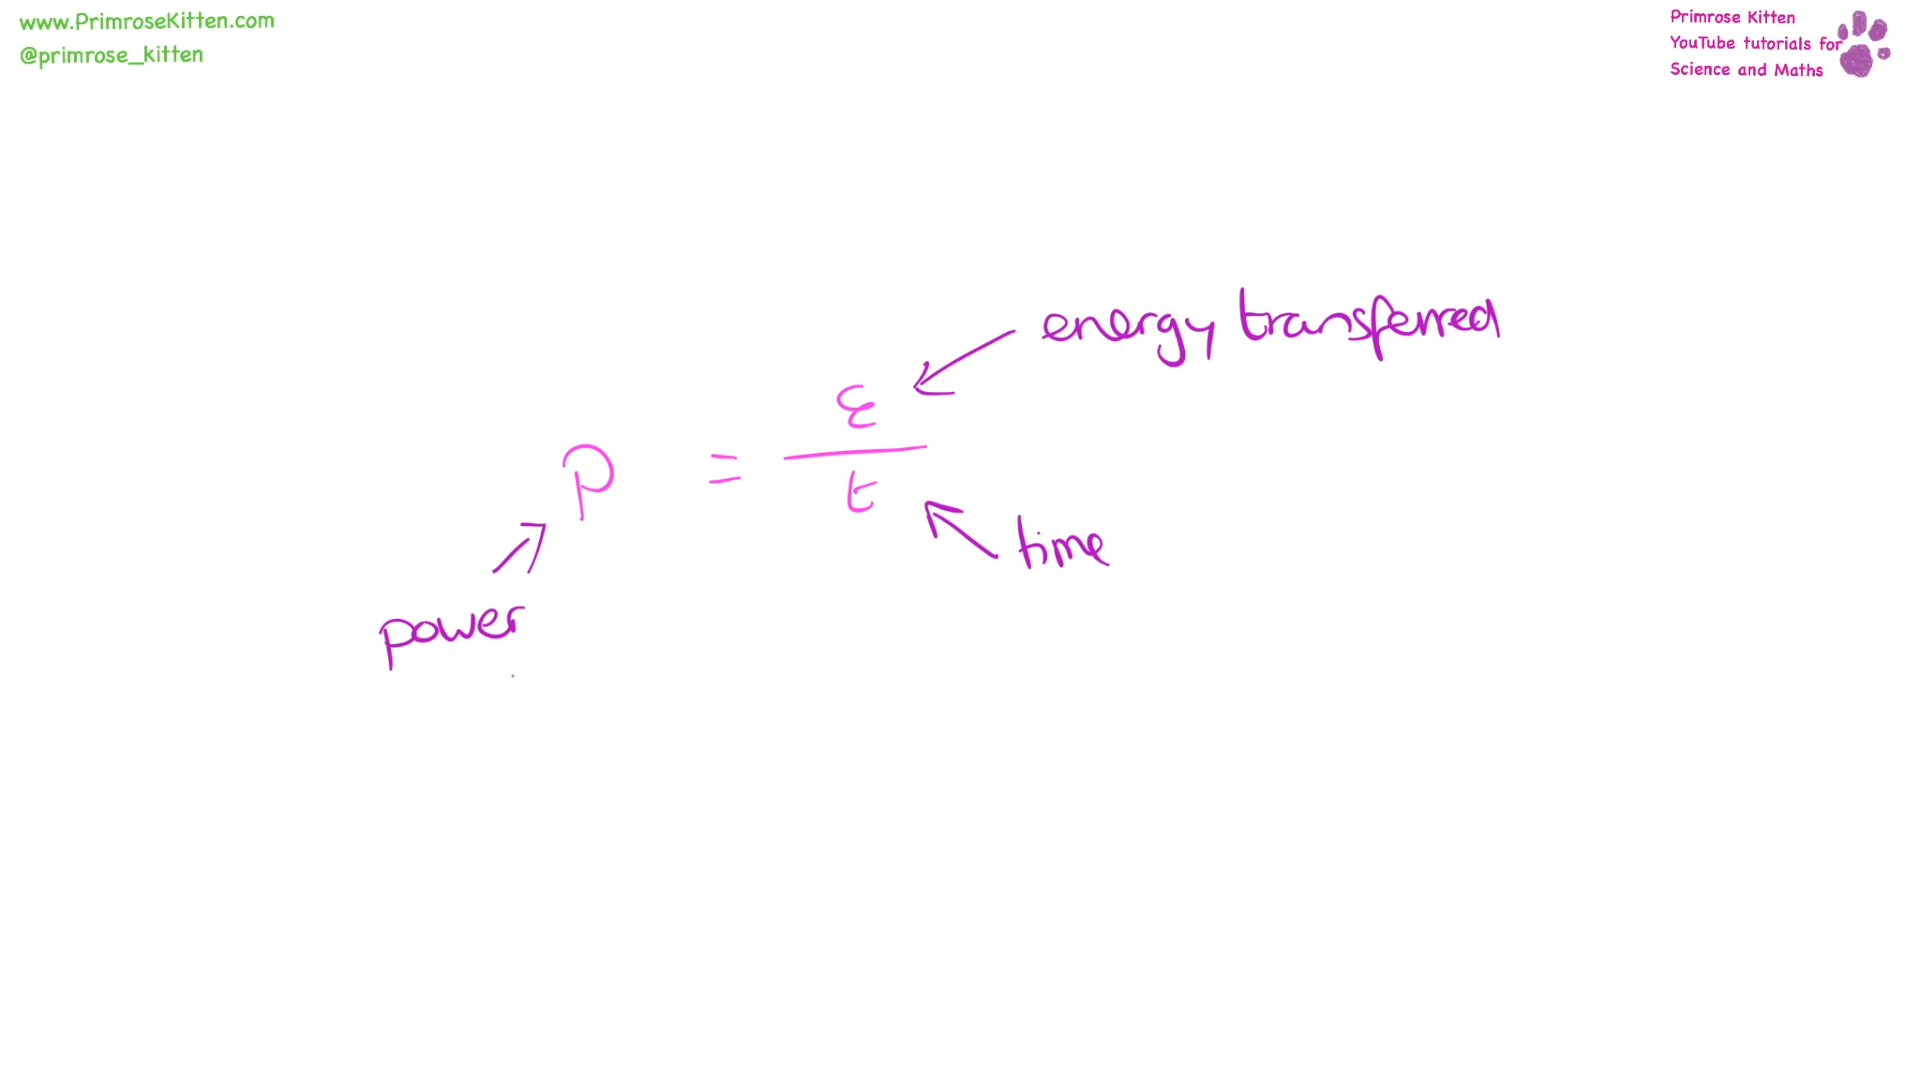 www.PrimroseKitten.com
@primrose_kitten
Primrose Kitten
YouTube tutorials for
Science and Maths
energy transferred
P = E
t
time
power